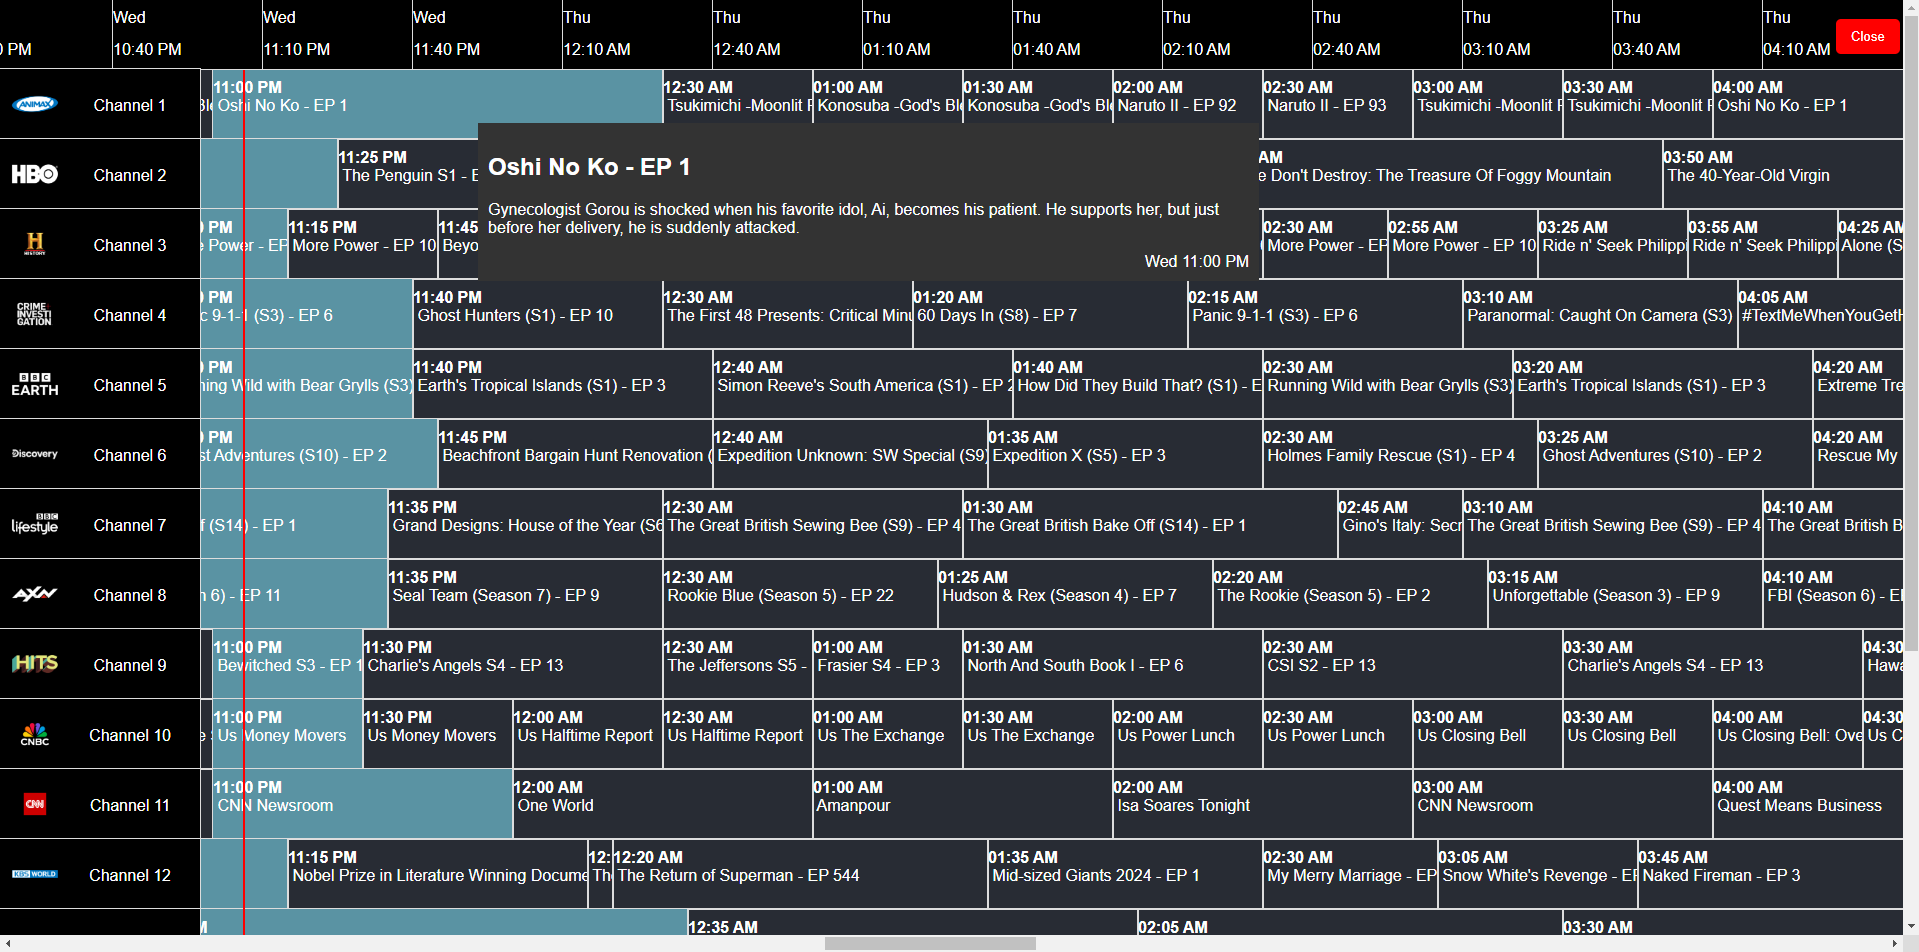 Wed Wed Wed Thu Thu Thu Thu Thu Thu Thu Thu Thu
PM 10:40 PM 11:10 PM 11:40 PM 12:10 AM 12:40 AM 01:10 AM 01:40 AM 02:10 AM 02:40 AM 03:10 AM 03:40 AM 04:10 AM Close
11:00 PM 12:30 AM 01:00 AM 01:30 AM 02:00 AM 02:30 AM 03:00 AM 03:30 AM 04:00 AM
ANIMAX Channel 1 Oshi No Ko - EP 1 Tsukimichi -Moonlit Konosuba -God's Konosuba -God's Naruto II - EP 92 Naruto II - EP 93 Tsukimichi -Moonlit Tsukimichi -Moonlit Oshi No Ko - EP 1
11:25 PM AM 03:50 AM
HBO Channel 2 The Penguin S1 - Don't Destroy: The Treasure Of Foggy Mountain The 40-Year-Old Virgin
Oshi No Ko - EP 1
Gynecologist Gorou is shocked when his favorite idol, Ai, becomes his patient. He supports her, but just
before her delivery, he is suddenly attacked.
Wed 11:00 PM
PM 11:15 PM 11:45 02:30 AM 02:55 AM 03:25 AM 03:55 AM 04:25 AM
H HISTORY Channel 3 Power - EP More Power - EP 10 Beyo More Power - EP More Power - EP 10 Ride n' Seek Philipp Ride n' Seek Philipp Alone (S
PM 11:40 PM 12:30 AM 01:20 AM 02:15 AM 03:10 AM 04:05 AM
CRIME+INVESTIGATION Channel 4 9-1-1 (S3) - EP 6 Ghost Hunters (S1) - EP 10 The First 48 Presents: Critical Minu 60 Days In (S8) - EP 7 Panic 9-1-1 (S3) - EP 6 Paranormal: Caught On Camera (S3) #TextMeWhenYouGetH
PM 11:40 PM 12:40 AM 01:40 AM 02:30 AM 03:20 AM 04:20 AM
BBC EARTH Channel 5 ning Wild with Bear Grylls (S3) Earth's Tropical Islands (S1) - EP 3 Simon Reeve's South America (S1) - EP 2 How Did They Build That? (S1) - E Running Wild with Bear Grylls (S3) Earth's Tropical Islands (S1) - EP 3 Extreme Tre
PM 11:45 PM 12:40 AM 01:35 AM 02:30 AM 03:25 AM 04:20 AM
Discovery Channel 6 st Adventures (S10) - EP 2 Beachfront Bargain Hunt Renovation ( Expedition Unknown: SW Special (S9) Expedition X (S5) - EP 3 Holmes Family Rescue (S1) - EP 4 Ghost Adventures (S10) - EP 2 Rescue My
11:35 PM 12:30 AM 01:30 AM 02:45 AM 03:10 AM 04:10 AM
BBC lifestyle Channel 7 f (S14) - EP 1 Grand Designs: House of the Year (S6 The Great British Sewing Bee (S9) - EP 4 The Great British Bake Off (S14) - EP 1 Gino's Italy: Secr The Great British Sewing Bee (S9) - EP 4 The Great British B
11:35 PM 12:30 AM 01:25 AM 02:20 AM 03:15 AM 04:10 AM
AXN Channel 8 n 6) - EP 11 Seal Team (Season 7) - EP 9 Rookie Blue (Season 5) - EP 22 Hudson & Rex (Season 4) - EP 7 The Rookie (Season 5) - EP 2 Unforgettable (Season 3) - EP 9 FBI (Season 6) - E
11:00 PM 11:30 PM 12:30 AM 01:00 AM 01:30 AM 02:30 AM 03:30 AM 04:30
HITS Channel 9 Bewitched S3 - EP 1 Charlie's Angels S4 - EP 13 The Jeffersons S5 - Frasier S4 - EP 3 North And South Book I - EP 6 CSI S2 - EP 13 Charlie's Angels S4 - EP 13 Hawa
11:00 PM 11:30 PM 12:00 AM 12:30 AM 01:00 AM 01:30 AM 02:00 AM 02:30 AM 03:00 AM 03:30 AM 04:00 AM 04:30
CNBC Channel 10 Us Money Movers Us Money Movers Us Halftime Report Us Halftime Report Us The Exchange Us The Exchange Us Power Lunch Us Power Lunch Us Closing Bell Us Closing Bell Us Closing Bell: Ove Us C
11:00 PM 12:00 AM 01:00 AM 02:00 AM 03:00 AM 04:00 AM
CNN Channel 11 CNN Newsroom One World Amanpour Isa Soares Tonight CNN Newsroom Quest Means Business
11:15 PM 12: 12:20 AM 01:35 AM 02:30 AM 03:05 AM 03:45 AM
KBS WORLD Channel 12 Nobel Prize in Literature Winning Docume The The Return of Superman - EP 544 Mid-sized Giants 2024 - EP 1 My Merry Marriage - EP Snow White's Revenge - EP Naked Fireman - EP 3
12:35 AM 02:05 AM 03:30 AM